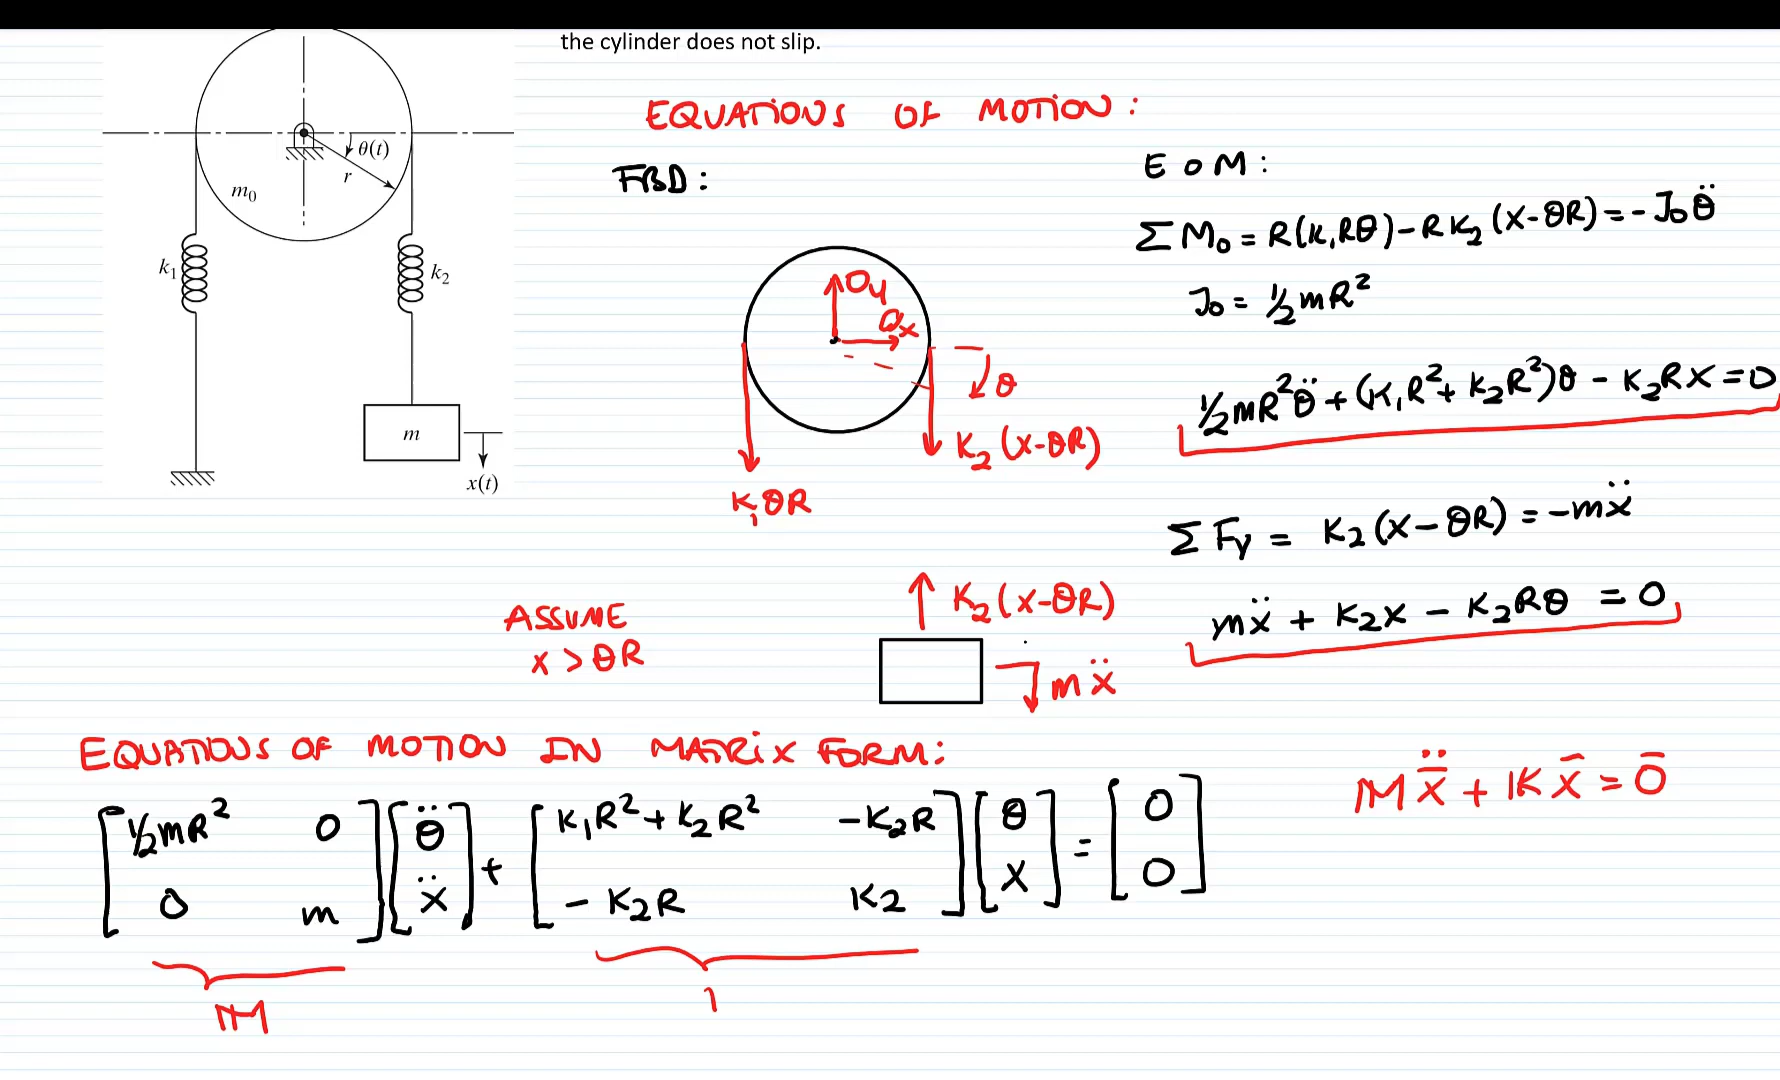 the cylinder does not slip.
EQUATIONS OF MOTION:
FBD:
EOM:
θ(t)
r
m₀
k₁
k₂
m
x(t)
Oy
Ox
θ
K₂(x-θR)
K₁θR
ΣM₀ = R(K₁Rθ) - RK₂(x-θR) = -J₀θ̈
J₀ = ½mR²
½mR²θ̈ + (K₁R² + K₂R²)θ - K₂Rx = 0
ΣFy = K₂(x-θR) = -mẍ
mẍ + K₂x - K₂Rθ = 0
ASSUME
x > θR
K₂(x-θR)
mẍ
EQUATIONS OF MOTION IN MATRIX FORM:
[½mR² 0] [θ̈] + [K₁R²+K₂R² -K₂R] [θ] = [0]
[0 m] [ẍ] [-K₂R K₂] [x] [0]
M
M ẍ̄ + K x̄ = 0̄